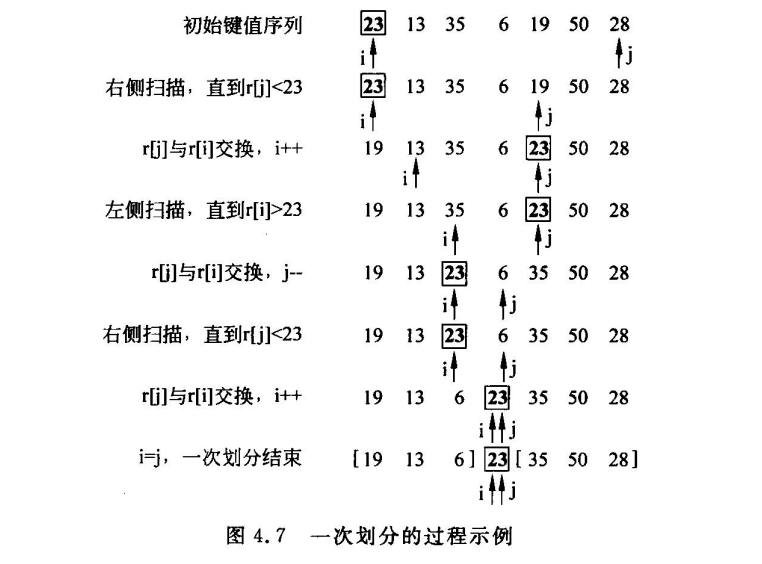 初始键值序列 23 13 35 6 19 50 28
i j
右侧扫描，直到r[j]<23 23 13 35 6 19 50 28
i j
r[j]与r[i]交换，i++ 19 13 35 6 23 50 28
i j
左侧扫描，直到r[i]>23 19 13 35 6 23 50 28
i j
r[j]与r[i]交换，j-- 19 13 23 6 35 50 28
i j
右侧扫描，直到r[j]<23 19 13 23 6 35 50 28
i j
r[j]与r[i]交换，i++ 19 13 6 23 35 50 28
i j
i=j，一次划分结束 [19 13 6] 23 [35 50 28]
i j
图 4.7 一次划分的过程示例